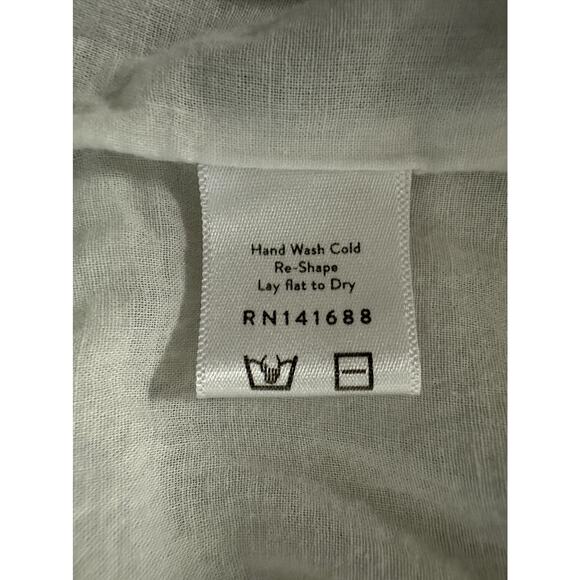 Hand Wash Cold
Re-Shape
Lay flat to Dry
RN141688